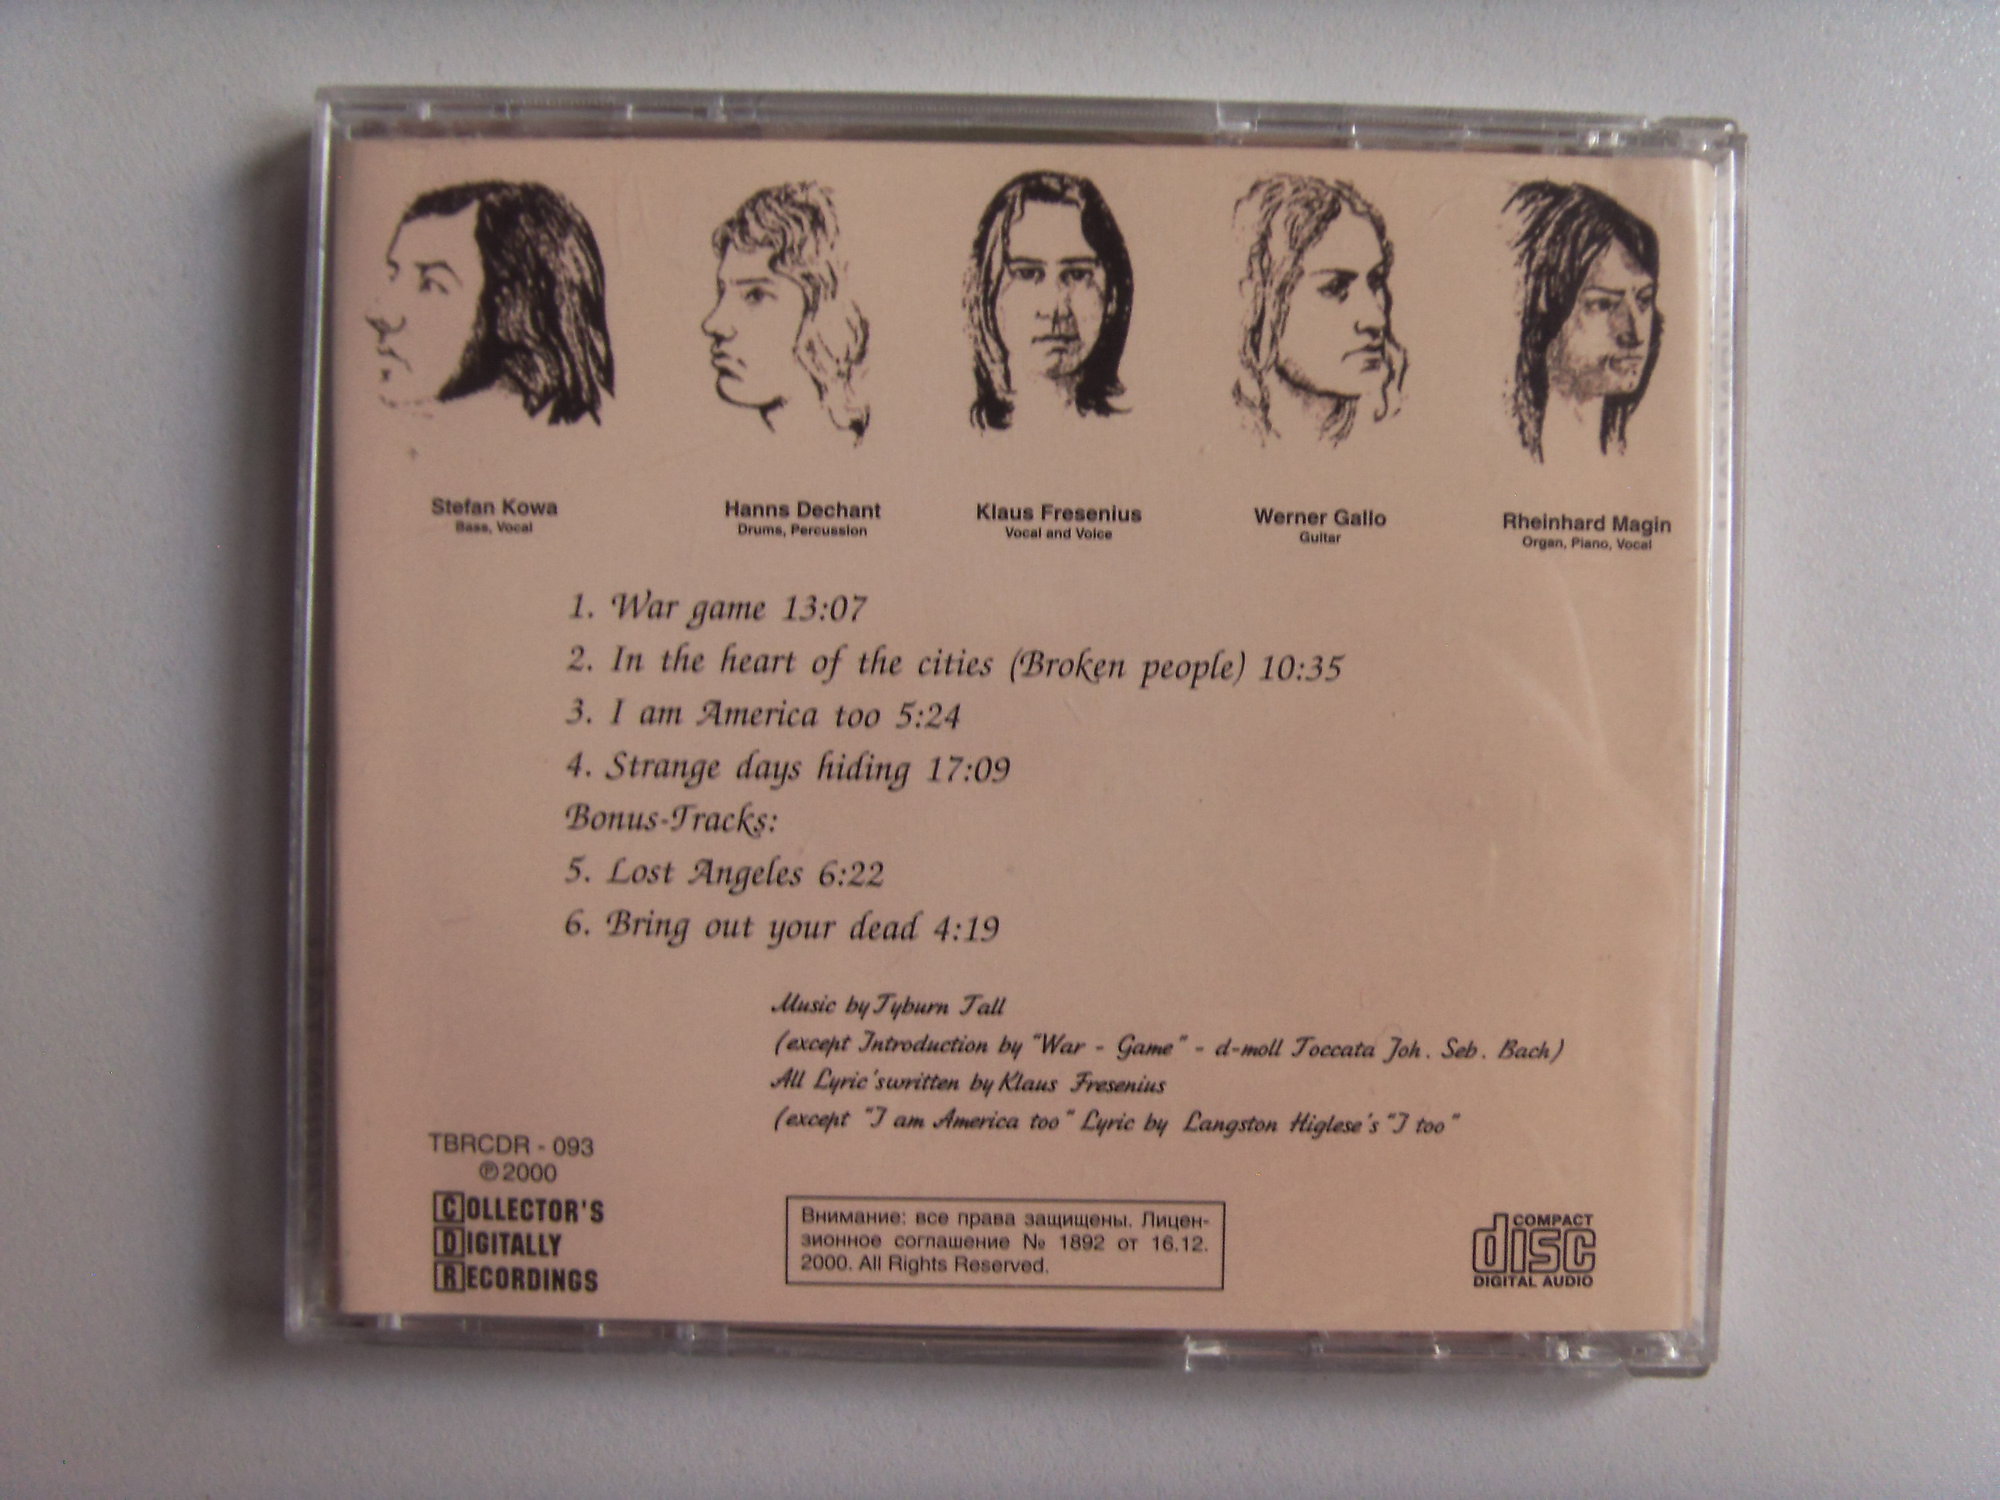 Stefan Kowa
Bass, Vocal
Hanns Dechant
Drums, Percussion
Klaus Fresenius
Vocal and Voice
Werner Gallo
Guitar
Rheinhard Magin
Organ, Piano, Vocal
1. War game 13:07
2. In the heart of the cities (Broken people) 10:35
3. I am America too 5:24
4. Strange days hiding 17:09
Bonus-Tracks:
5. Lost Angeles 6:22
6. Bring out your dead 4:19
Music by Tyburn Tall
(except Introduction by "War - Game" - d-moll Toccata Joh. Seb. Bach)
All Lyric'swritten by Klaus Fresenius
(except "I am America too" Lyric by Langston Higlese's "I too"
TBRCDR - 093
℗2000
COLLECTOR'S
DIGITALLY
RECORDINGS
Внимание: все права защищены. Лицен-
зионное соглашение № 1892 от 16.12.
2000. All Rights Reserved.
COMPACT
disc
DIGITAL AUDIO